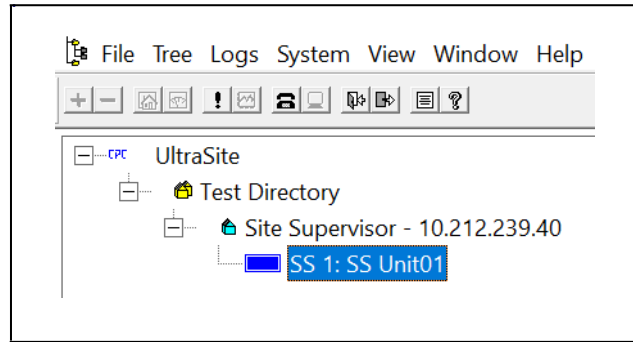 File Tree Logs System View Window Help
CPC UltraSite
Test Directory
Site Supervisor - 10.212.239.40
SS 1: SS Unit01